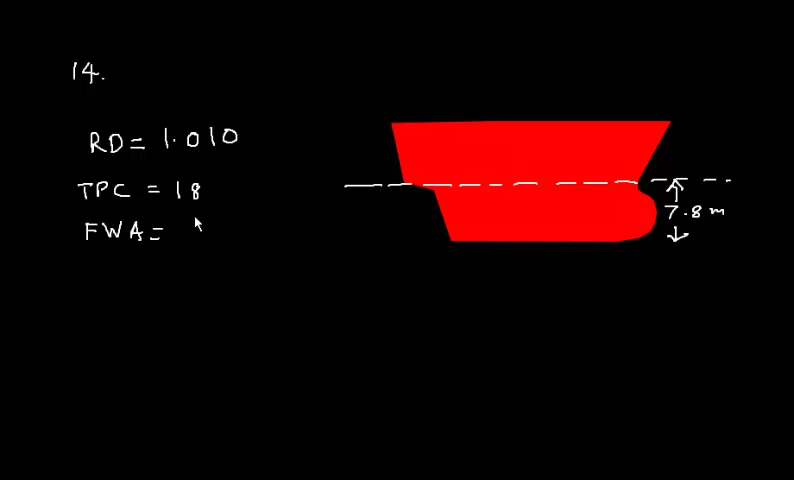 14.
RD = 1.010
TPC = 18
FWA =
7.8 m